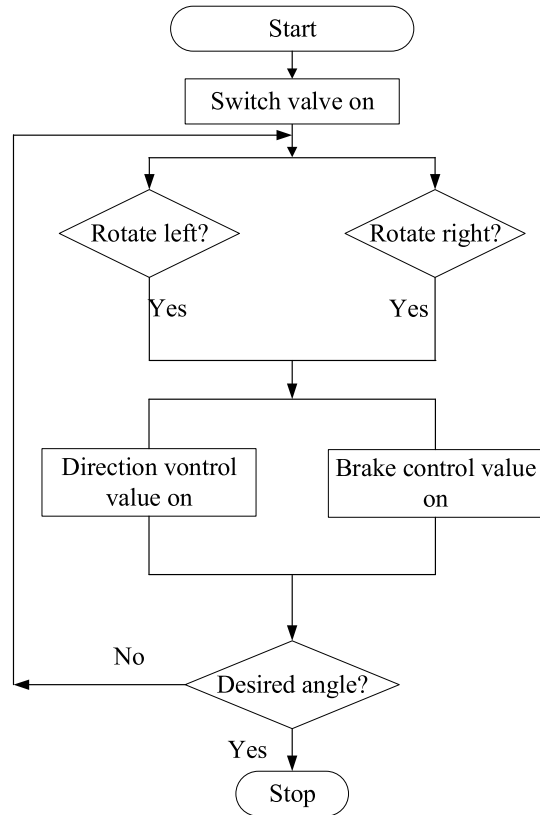 Start
Switch valve on
Rotate left?
Rotate right?
Yes
Yes
Direction vontrol
value on
Brake control value
on
No
Desired angle?
Yes
Stop